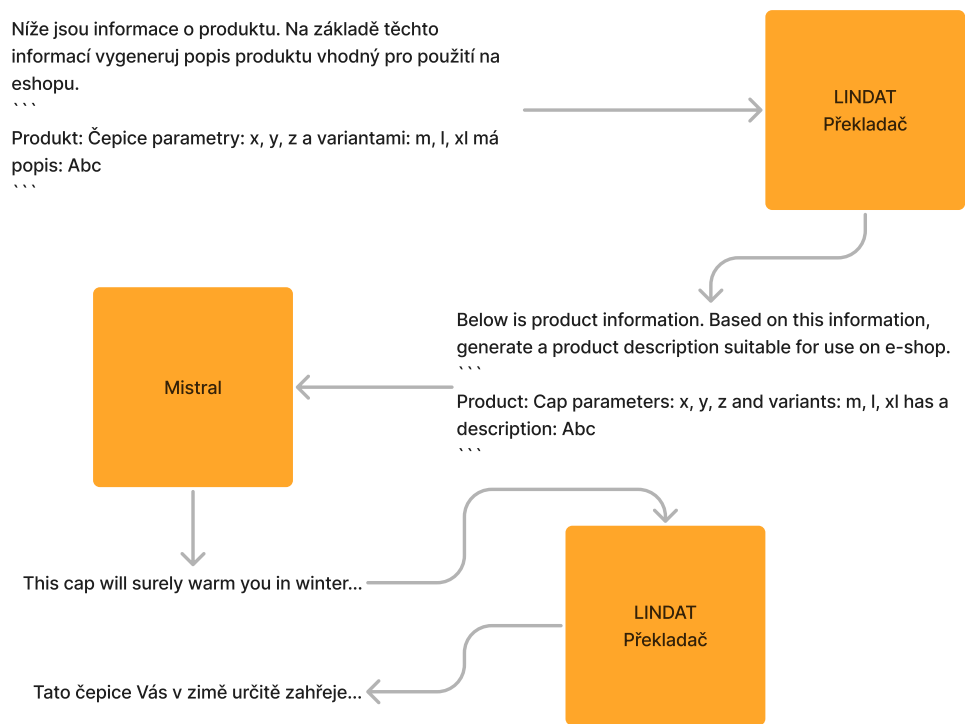 Níže jsou informace o produktu. Na základě těchto
informací vygeneruj popis produktu vhodný pro použití na
eshopu.
```
Produkt: Čepice parametry: x, y, z a variantami: m, l, xl má
popis: Abc
```
LINDAT
Překladač
Below is product information. Based on this information,
generate a product description suitable for use on e-shop.
```
Product: Cap parameters: x, y, z and variants: m, l, xl has a
description: Abc
```
Mistral
This cap will surely warm you in winter...
LINDAT
Překladač
Tato čepice Vás v zimě určitě zahřeje...